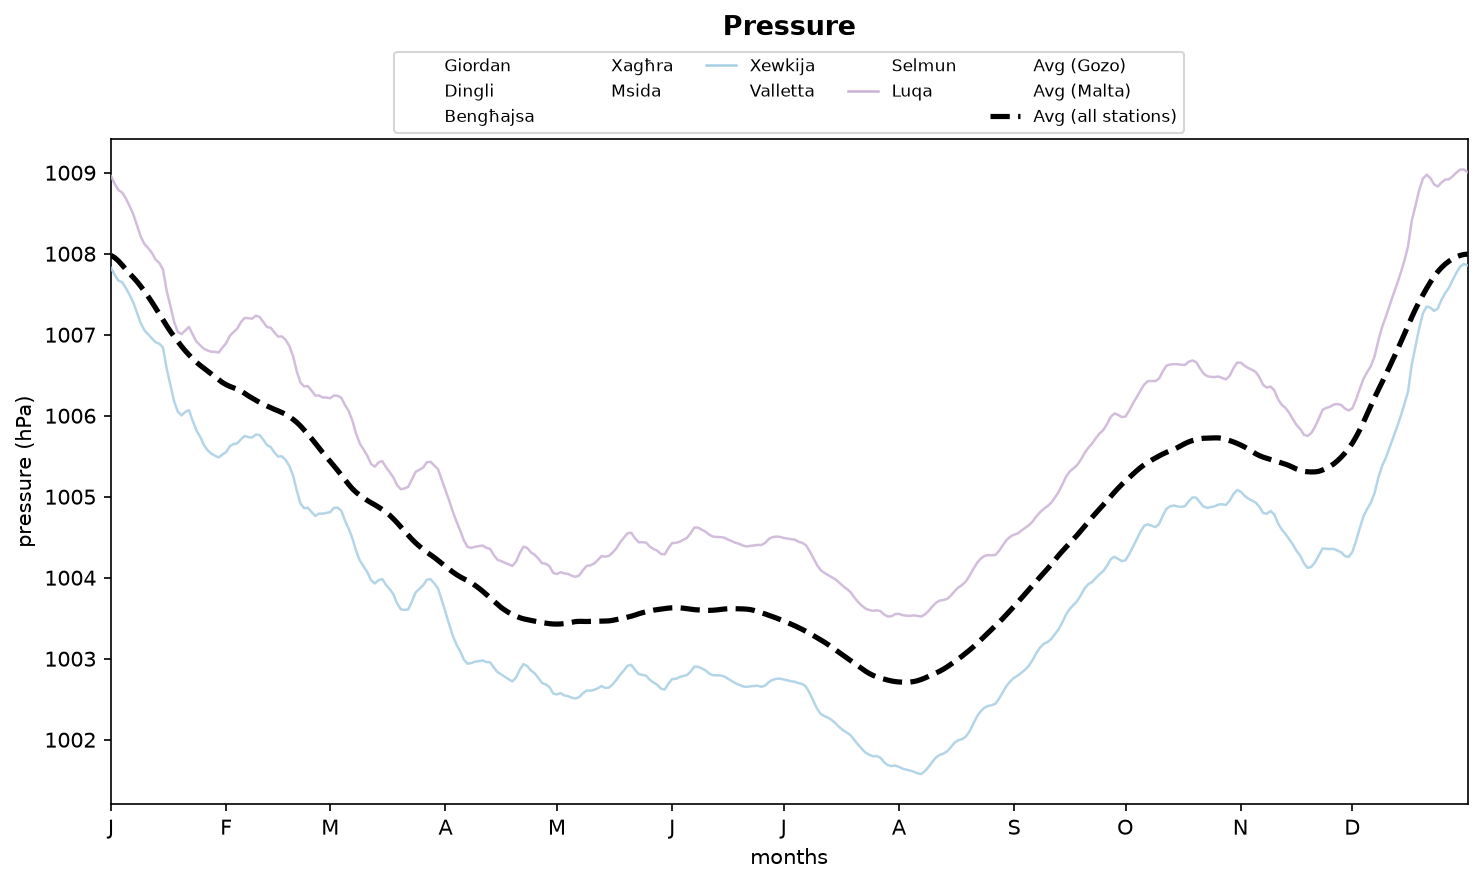 Pressure
Giordan Xagħra Xewkija Selmun Avg (Gozo)
Dingli Msida Valletta Luqa Avg (Malta)
Bengħajsa Avg (all stations)
1009
1008
1007
1006
1005
1004
1003
1002
pressure (hPa)
J F M A M J J A S O N D
months